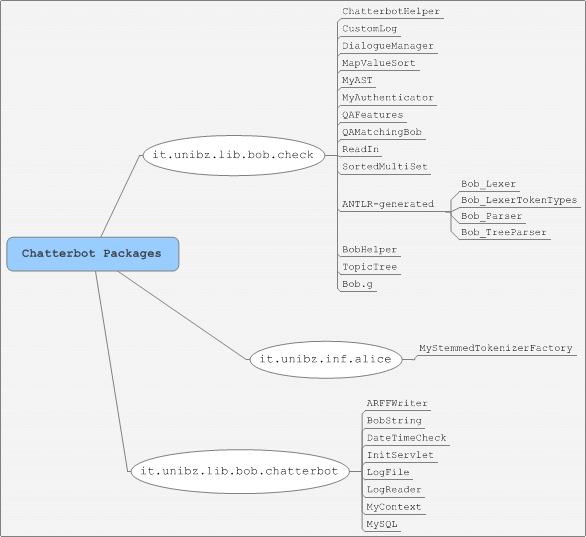 ChatterbotHelper
CustomLog
DialogueManager
MapValueSort
MyAST
MyAuthenticator
QAFeatures
QAMatchingBob
it.unibz.lib.bob.check
ReadIn
SortedMultiSet
ANTLR-generated
Bob_Lexer
Bob_LexerTokenTypes
Bob_Parser
Bob_TreeParser
BobHelper
TopicTree
Bob.g
Chatterbot Packages
it.unibz.inf.alice
MyStemmedTokenizerFactory
it.unibz.lib.bob.chatterbot
ARFFWriter
BobString
DateTimeCheck
InitServlet
LogFile
LogReader
MyContext
MySQL